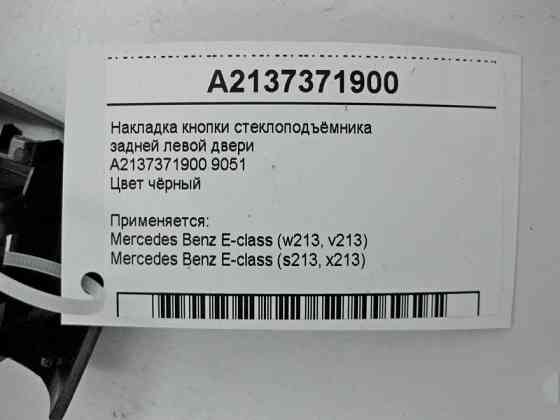 A2137371900
Накладка кнопки стеклоподъёмника
задней левой двери
A2137371900 9051
Цвет чёрный
Применяется:
Mercedes Benz E-class (w213, v213)
Mercedes Benz E-class (s213, x213)